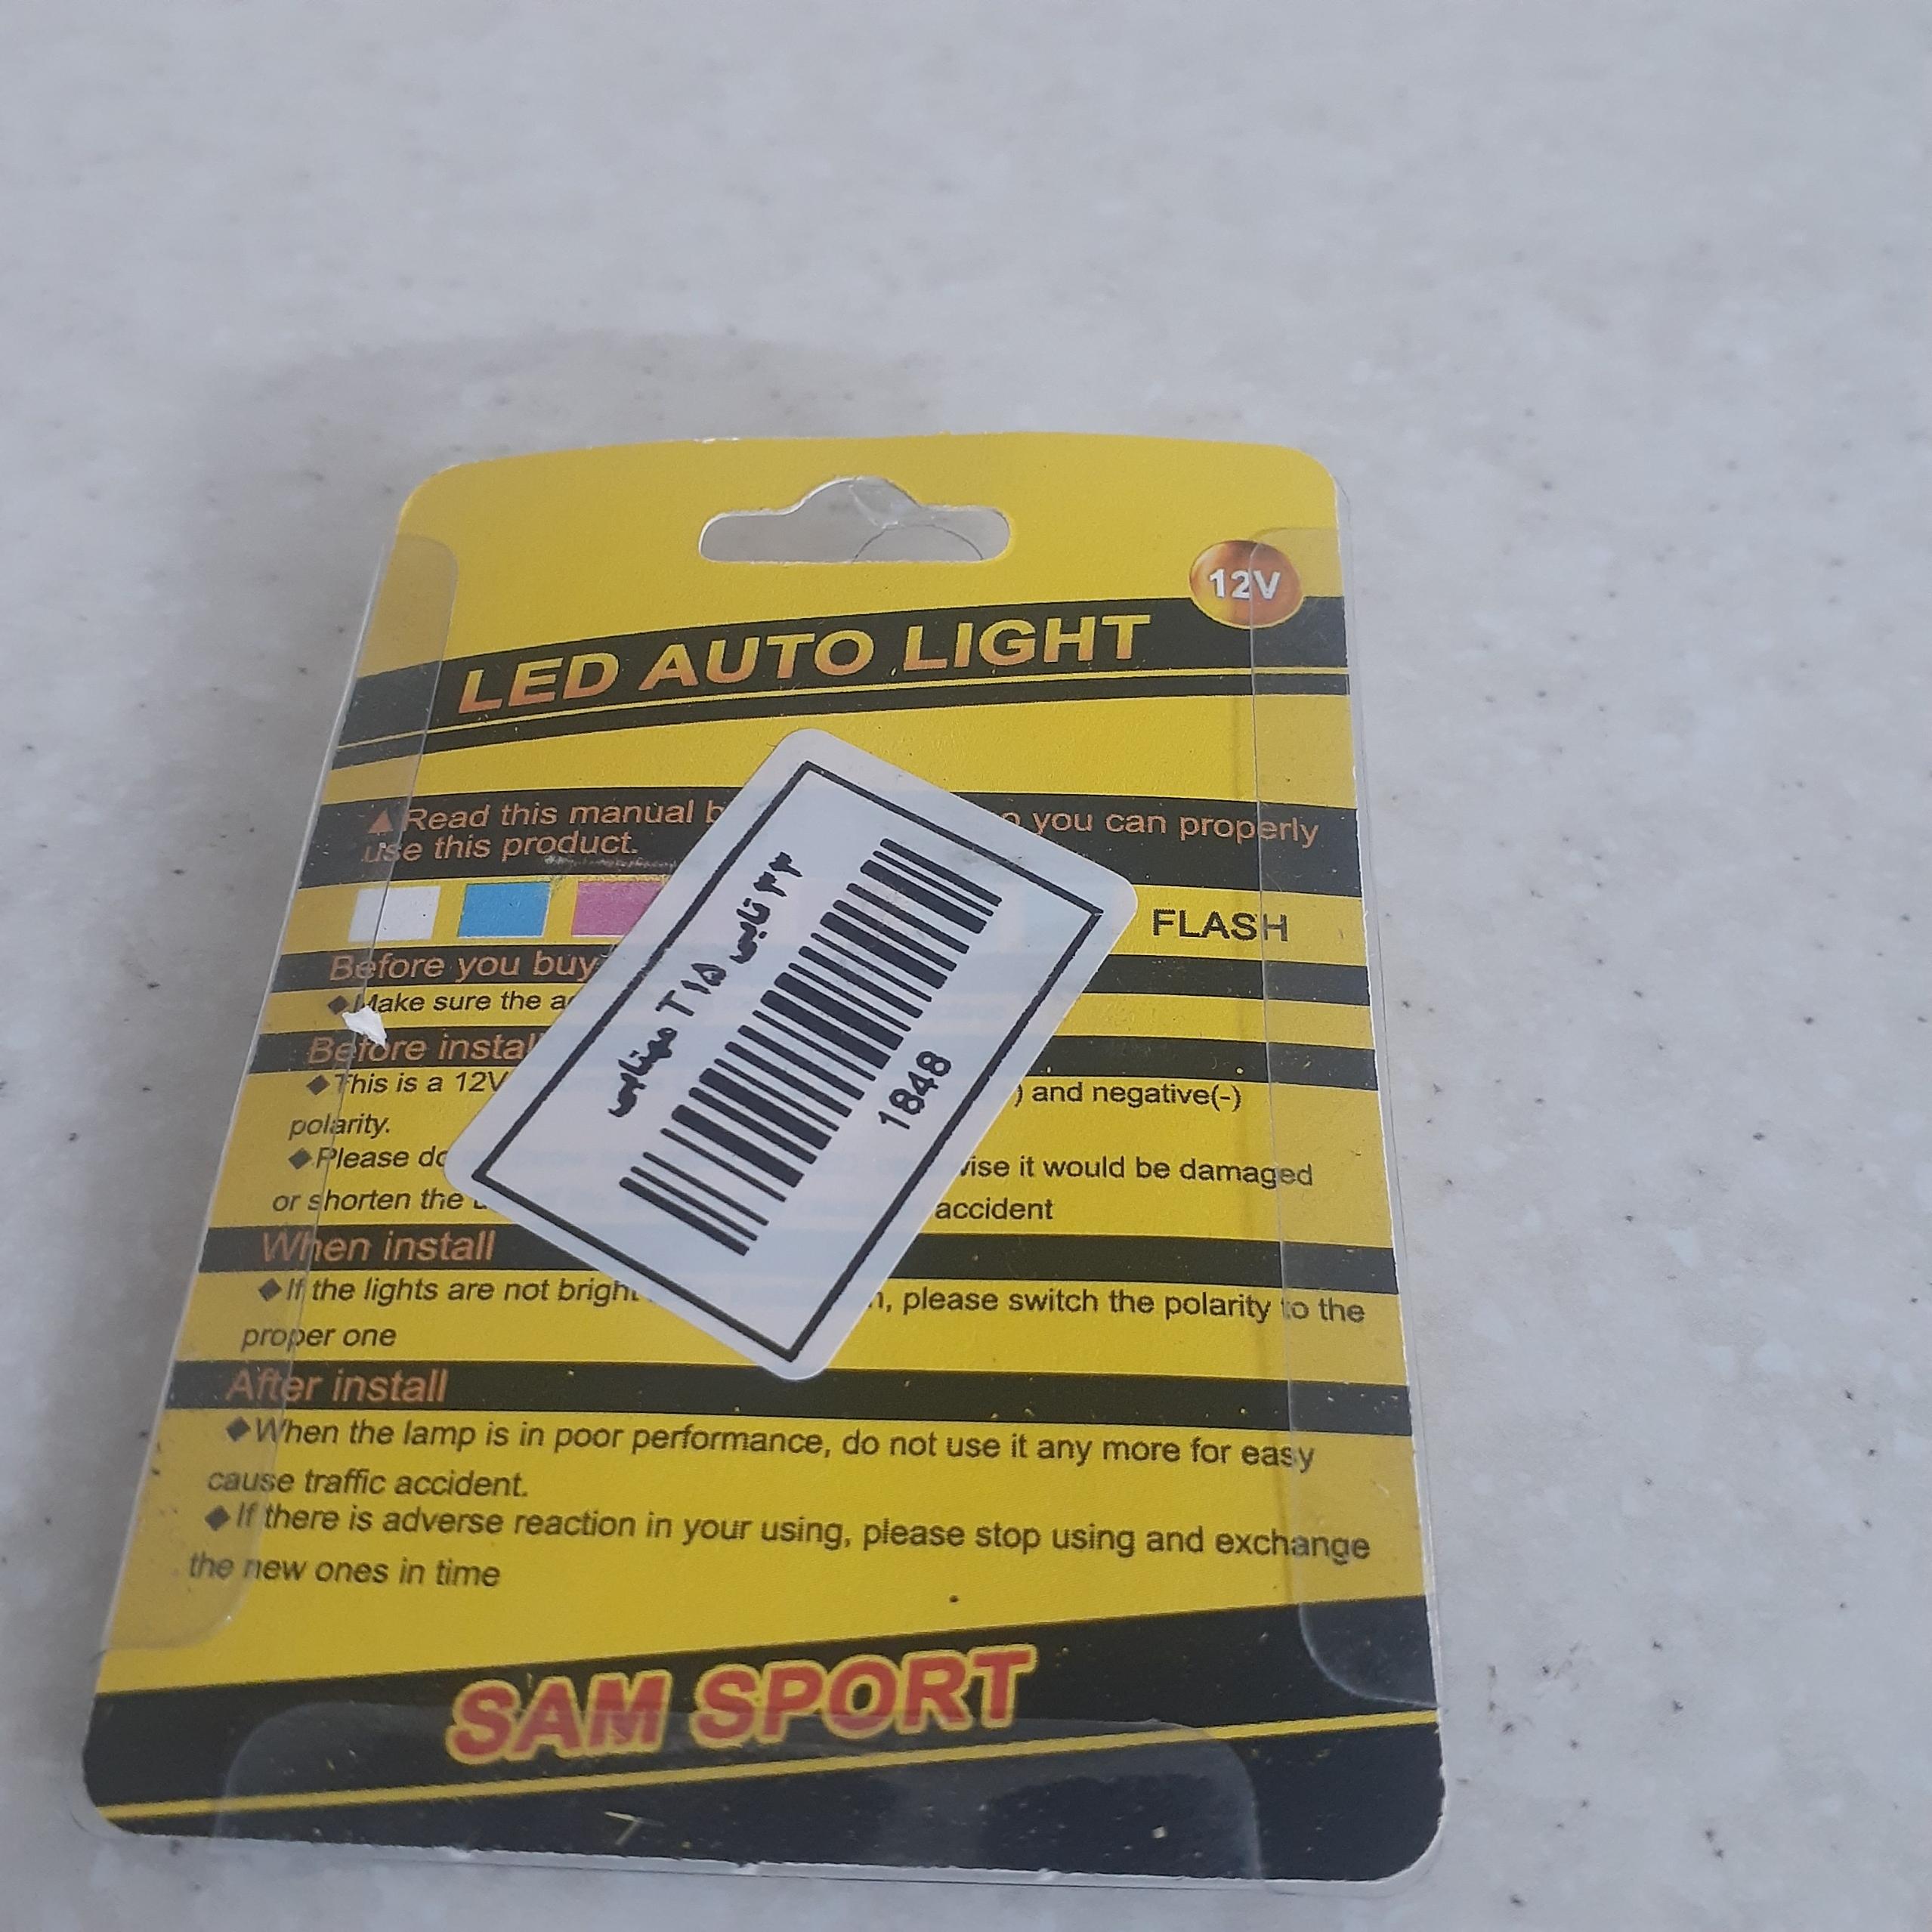 12V
LED AUTO LIGHT
▲Read this manual you can properly
use this product.
FLASH
Before you buy
◆Make sure the
Before install
◆This is a 12V and negative(-)
polarity.
◆Please it would be damaged
or shorten the accident
When install
◆If the lights are not bright please switch the polarity to the
proper one
After install
◆When the lamp is in poor performance, do not use it any more for easy
cause traffic accident.
◆If there is adverse reaction in your using, please stop using and exchange
the new ones in time
SAM SPORT
۳۳ تایی T ۱۵ مهتابی
1848